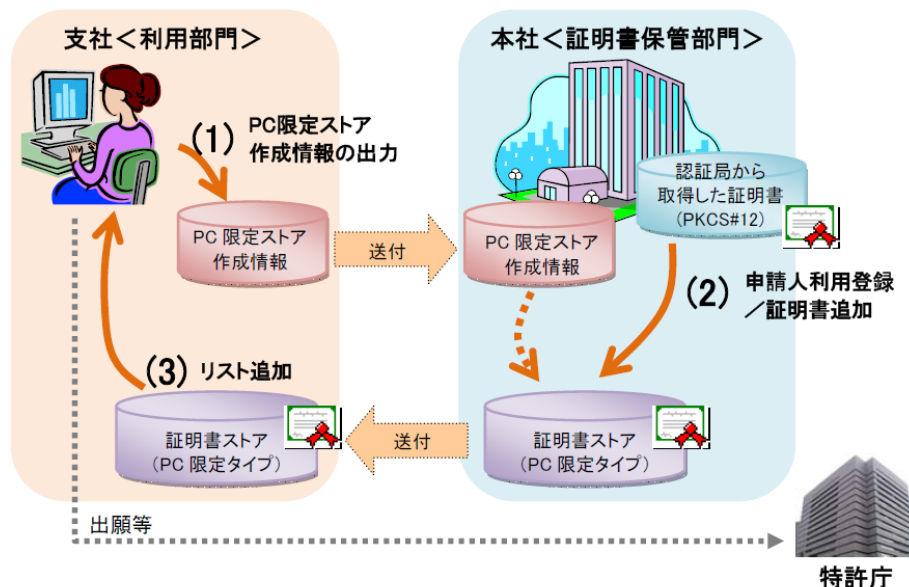 支社＜利用部門＞
本社＜証明書保管部門＞
(1) PC限定ストア
作成情報の出力
認証局から
取得した証明書
(PKCS#12)
PC 限定ストア
作成情報
送付
PC 限定ストア
作成情報
(2) 申請人利用登録
／証明書追加
(3) リスト追加
証明書ストア
(PC 限定タイプ)
送付
証明書ストア
(PC 限定タイプ)
出願等
特許庁